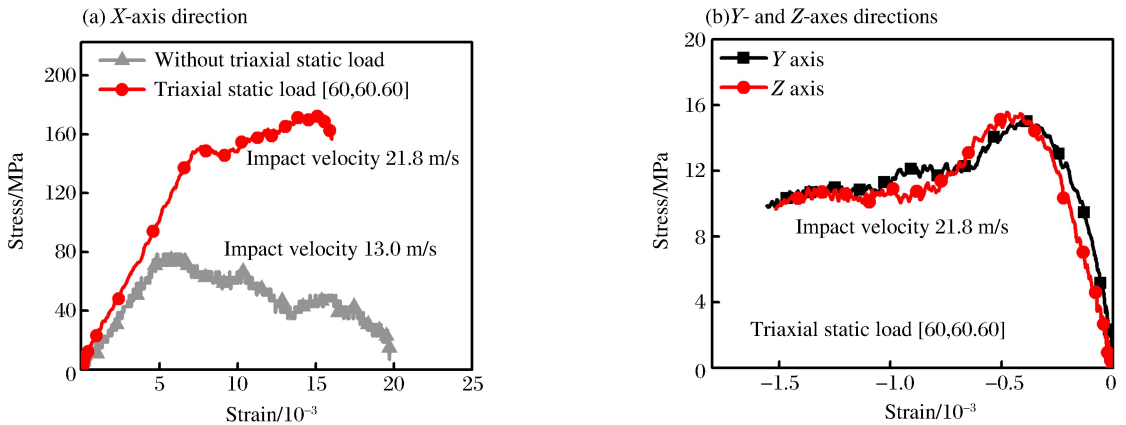 (a) X-axis direction
Without triaxial static load
Triaxial static load [60,60.60]
Impact velocity 21.8 m/s
Impact velocity 13.0 m/s
Stress/MPa
200
160
120
80
40
0
5
10
15
20
25
Strain/10⁻³
(b)Y- and Z-axes directions
Y axis
Z axis
Impact velocity 21.8 m/s
Triaxial static load [60,60.60]
Stress/MPa
20
16
12
8
4
0
−1.5
−1.0
−0.5
0
Strain/10⁻³